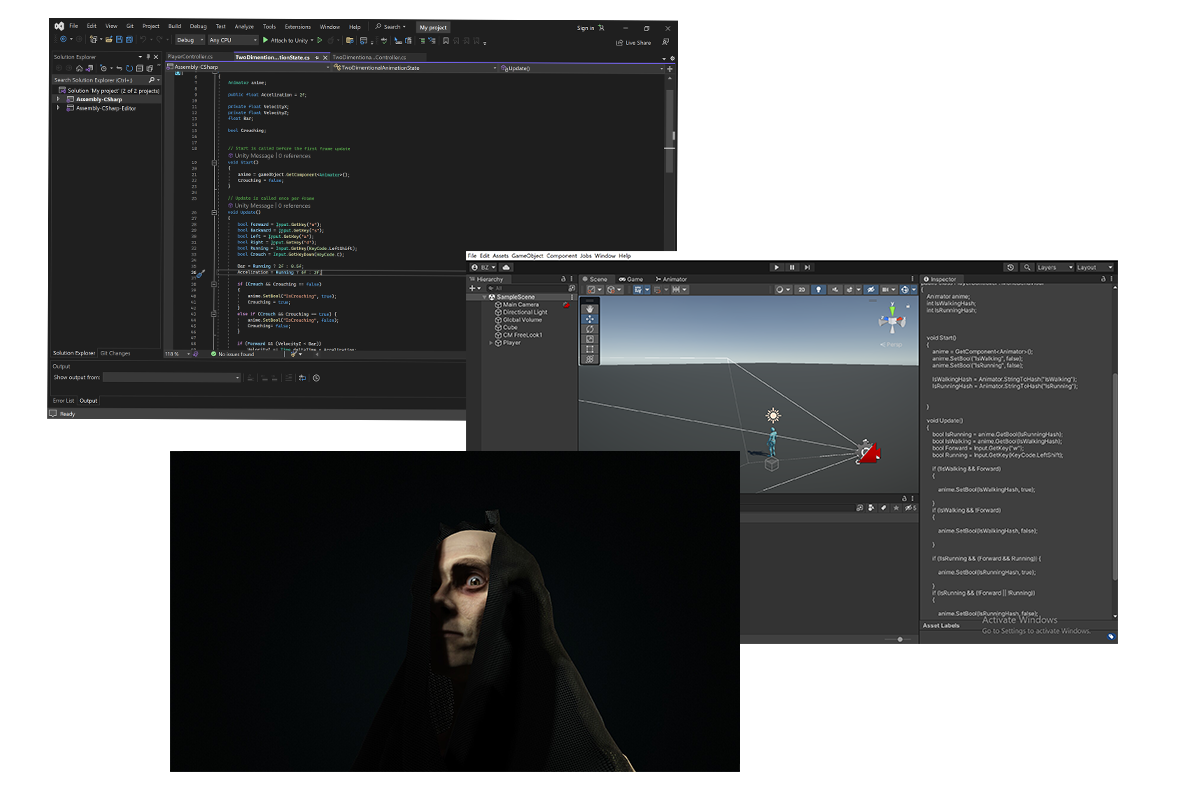 File Edit View Git Project Build Debug Test Analyze Tools Extensions Window Help Search My project Sign in
Debug Any CPU Attach to Unity Live Share
Solution Explorer
Search Solution Explorer (Ctrl+;)
Solution 'My project' (2 of 2 projects)
Assembly-CSharp
Assembly-CSharp-Editor
Solution Explorer Git Changes
PlayerController.cs TwoDimention...tionState.cs TwoDimentiona...Controller.cs
Assembly-CSharp TwoDimentionalAnimationState Update()
Animator anime;
public float Accelration = 2f;
private float VelocityX;
private float VelocityZ;
float Bar;
bool Crouching;
// Start is called before the first frame update
Unity Message | 0 references
void Start()
{
anime = gameObject.GetComponent<Animator>();
crouching = false;
}
// Update is called once per frame
Unity Message | 0 references
void Update()
{
bool Forward = Input.GetKey("w");
bool Backward = Input.GetKey("s");
bool Left = Input.GetKey("a");
bool Right = Input.GetKey("d");
bool Running = Input.GetKey(KeyCode.LeftShift);
bool Crouch = Input.GetKeyDown(KeyCode.C);
Bar = Running ? 2F : 0.5F;
Accelration = Running ? 4F : 2F;
if (Crouch && Crouching == false)
{
anime.SetBool("IsCrouching", true);
Crouching = true;
}
else if (Crouch && Crouching == true) {
anime.SetBool("IsCrouching", False);
Crouching= False;
}
if (Forward && (VelocityZ < Bar))
110 % No issues found
Output
Show output from:
Error List Output
Ready
File Edit Assets GameObject Component Jobs Window Help
BZ Layers Layout
Hierarchy
All
SampleScene
Main Camera
Directional Light
Global Volume
Cube
CM FreeLook1
Player
Scene Game Animator
2D
Persp
Inspector
Animator anime;
int IsWalkingHash;
int IsRunningHash;
void Start()
{
anime = GetComponent<Animator>();
anime.SetBool("IsWalking", false);
anime.SetBool("IsRunning", false);
IsWalkingHash = Animator.StringToHash("IsWalking");
IsRunningHash = Animator.StringToHash("IsRunning");
}
void Update()
{
bool IsRunning = anime.GetBool(IsRunningHash);
bool IsWalking = anime.GetBool(IsWalkingHash);
bool Forward = Input.GetKey("w");
bool Running = Input.GetKey(KeyCode.LeftShift);
if (!IsWalking && Forward)
{
anime.SetBool(IsWalkingHash, true);
}
if (IsWalking && !Forward)
{
anime.SetBool(IsWalkingHash, false);
}
if (!IsRunning && (Forward && Running)) {
anime.SetBool(IsRunningHash, true);
}
if (IsRunning && (!Forward || !Running))
{
anime.SetBool(IsRunningHash, false);
Asset Labels
Activate Windows
Go to Settings to activate Windows.